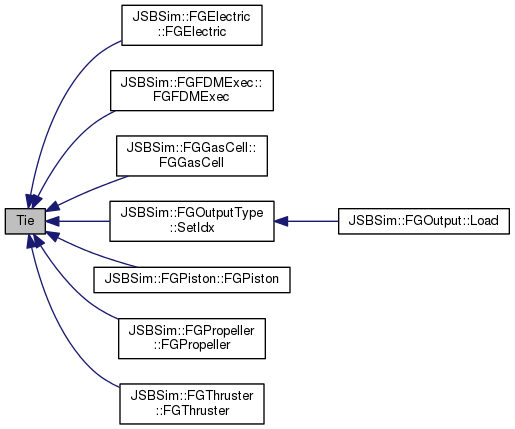 JSBSim::FGElectric
::FGElectric
JSBSim::FGFDMExec::
FGFDMExec
JSBSim::FGGasCell::
FGGasCell
Tie
JSBSim::FGOutputType
::SetIdx
JSBSim::FGOutput::Load
JSBSim::FGPiston::FGPiston
JSBSim::FGPropeller
::FGPropeller
JSBSim::FGThruster
::FGThruster